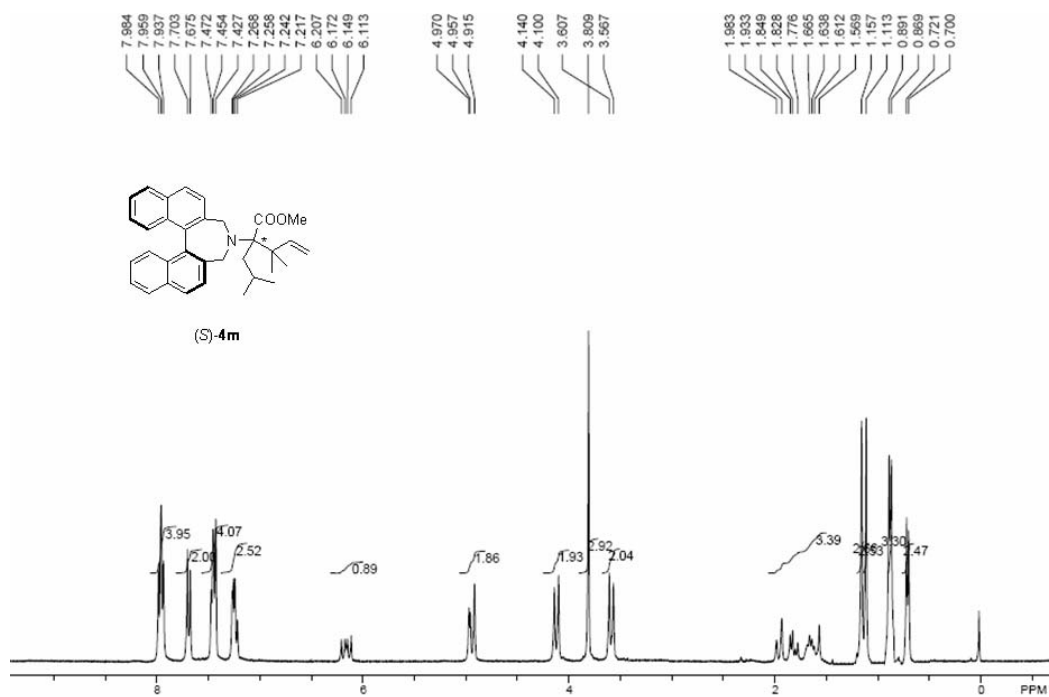 7.984 7.959 7.937 7.703 7.675 7.472 7.454 7.427 7.268 7.258 7.242 7.217 6.207 6.172 6.149 6.113 4.970 4.957 4.915 4.140 4.100 3.607 3.809 3.567 1.983 1.933 1.849 1.828 1.776 1.665 1.638 1.612 1.569 1.157 1.113 0.891 0.869 0.721 0.700
COOMe
N
*
(S)-4m
3.95 2.00 4.07 2.52 0.89 1.86 1.93 2.92 2.04 3.39 2.53 3.30 2.47
8 6 4 2 0 PPM